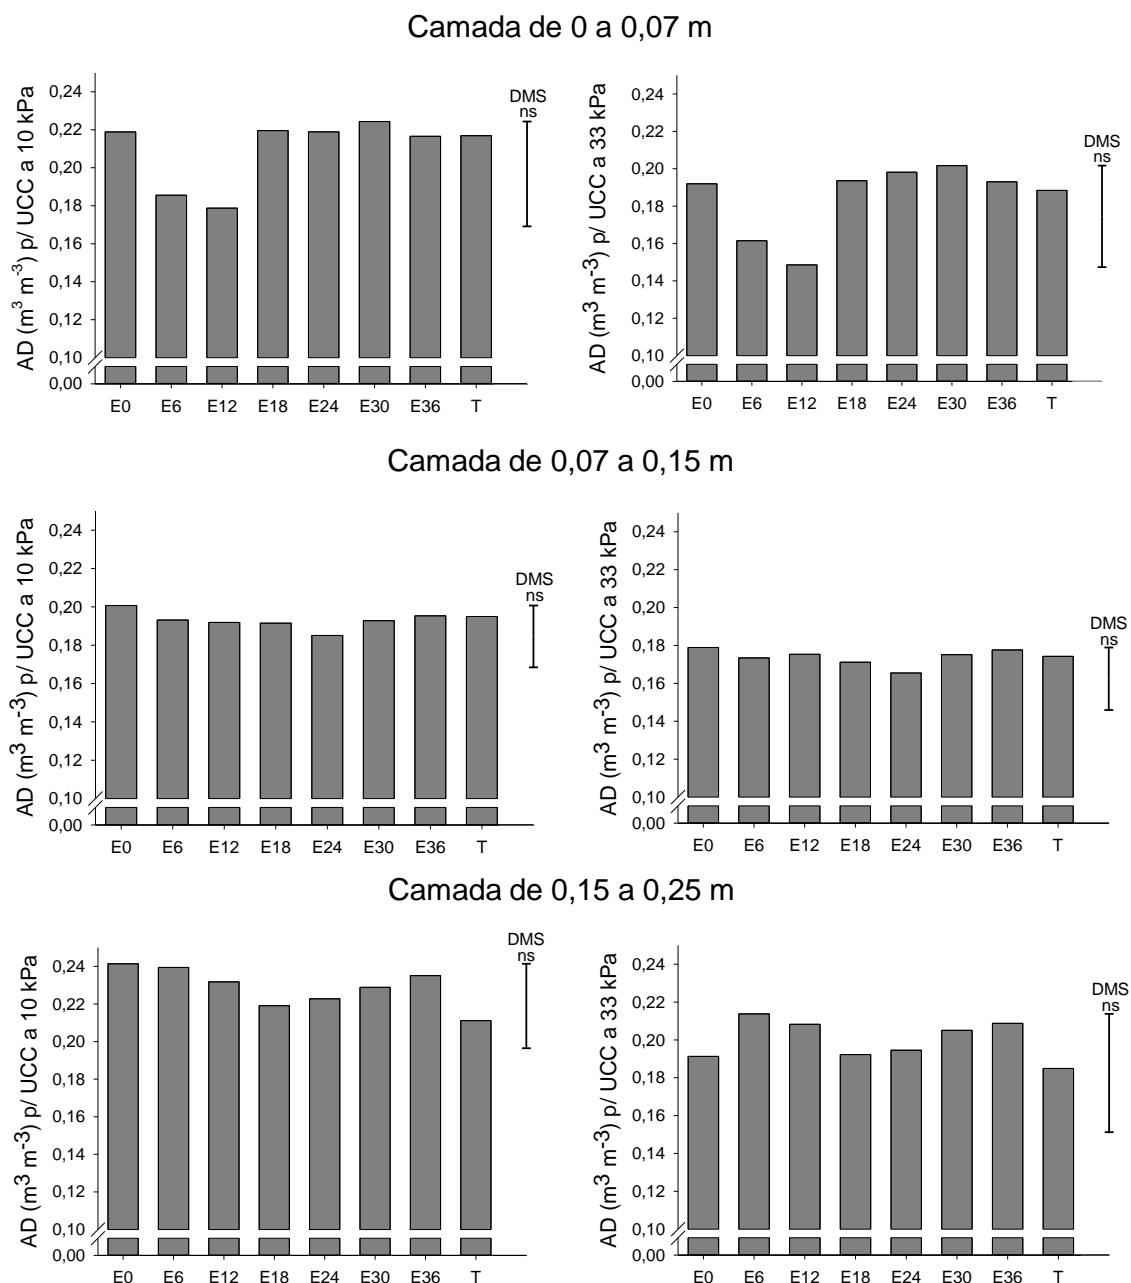 Camada de 0 a 0,07 m
AD (m³ m⁻³) p/ UCC a 10 kPa
0,24
0,22
0,20
0,18
0,16
0,14
0,12
0,10
0,00
DMS
ns
E0 E6 E12 E18 E24 E30 E36 T
AD (m³ m⁻³) p/ UCC a 33 kPa
0,24
0,22
0,20
0,18
0,16
0,14
0,12
0,10
0,00
DMS
ns
E0 E6 E12 E18 E24 E30 E36 T
Camada de 0,07 a 0,15 m
AD (m³ m⁻³) p/ UCC a 10 kPa
0,24
0,22
0,20
0,18
0,16
0,14
0,12
0,10
0,00
DMS
ns
E0 E6 E12 E18 E24 E30 E36 T
AD (m³ m⁻³) p/ UCC a 33 kPa
0,24
0,22
0,20
0,18
0,16
0,14
0,12
0,10
0,00
DMS
ns
E0 E6 E12 E18 E24 E30 E36 T
Camada de 0,15 a 0,25 m
AD (m³ m⁻³) p/ UCC a 10 kPa
0,24
0,22
0,20
0,18
0,16
0,14
0,12
0,10
0,00
DMS
ns
E0 E6 E12 E18 E24 E30 E36 T
AD (m³ m⁻³) p/ UCC a 33 kPa
0,24
0,22
0,20
0,18
0,16
0,14
0,12
0,10
0,00
DMS
ns
E0 E6 E12 E18 E24 E30 E36 T